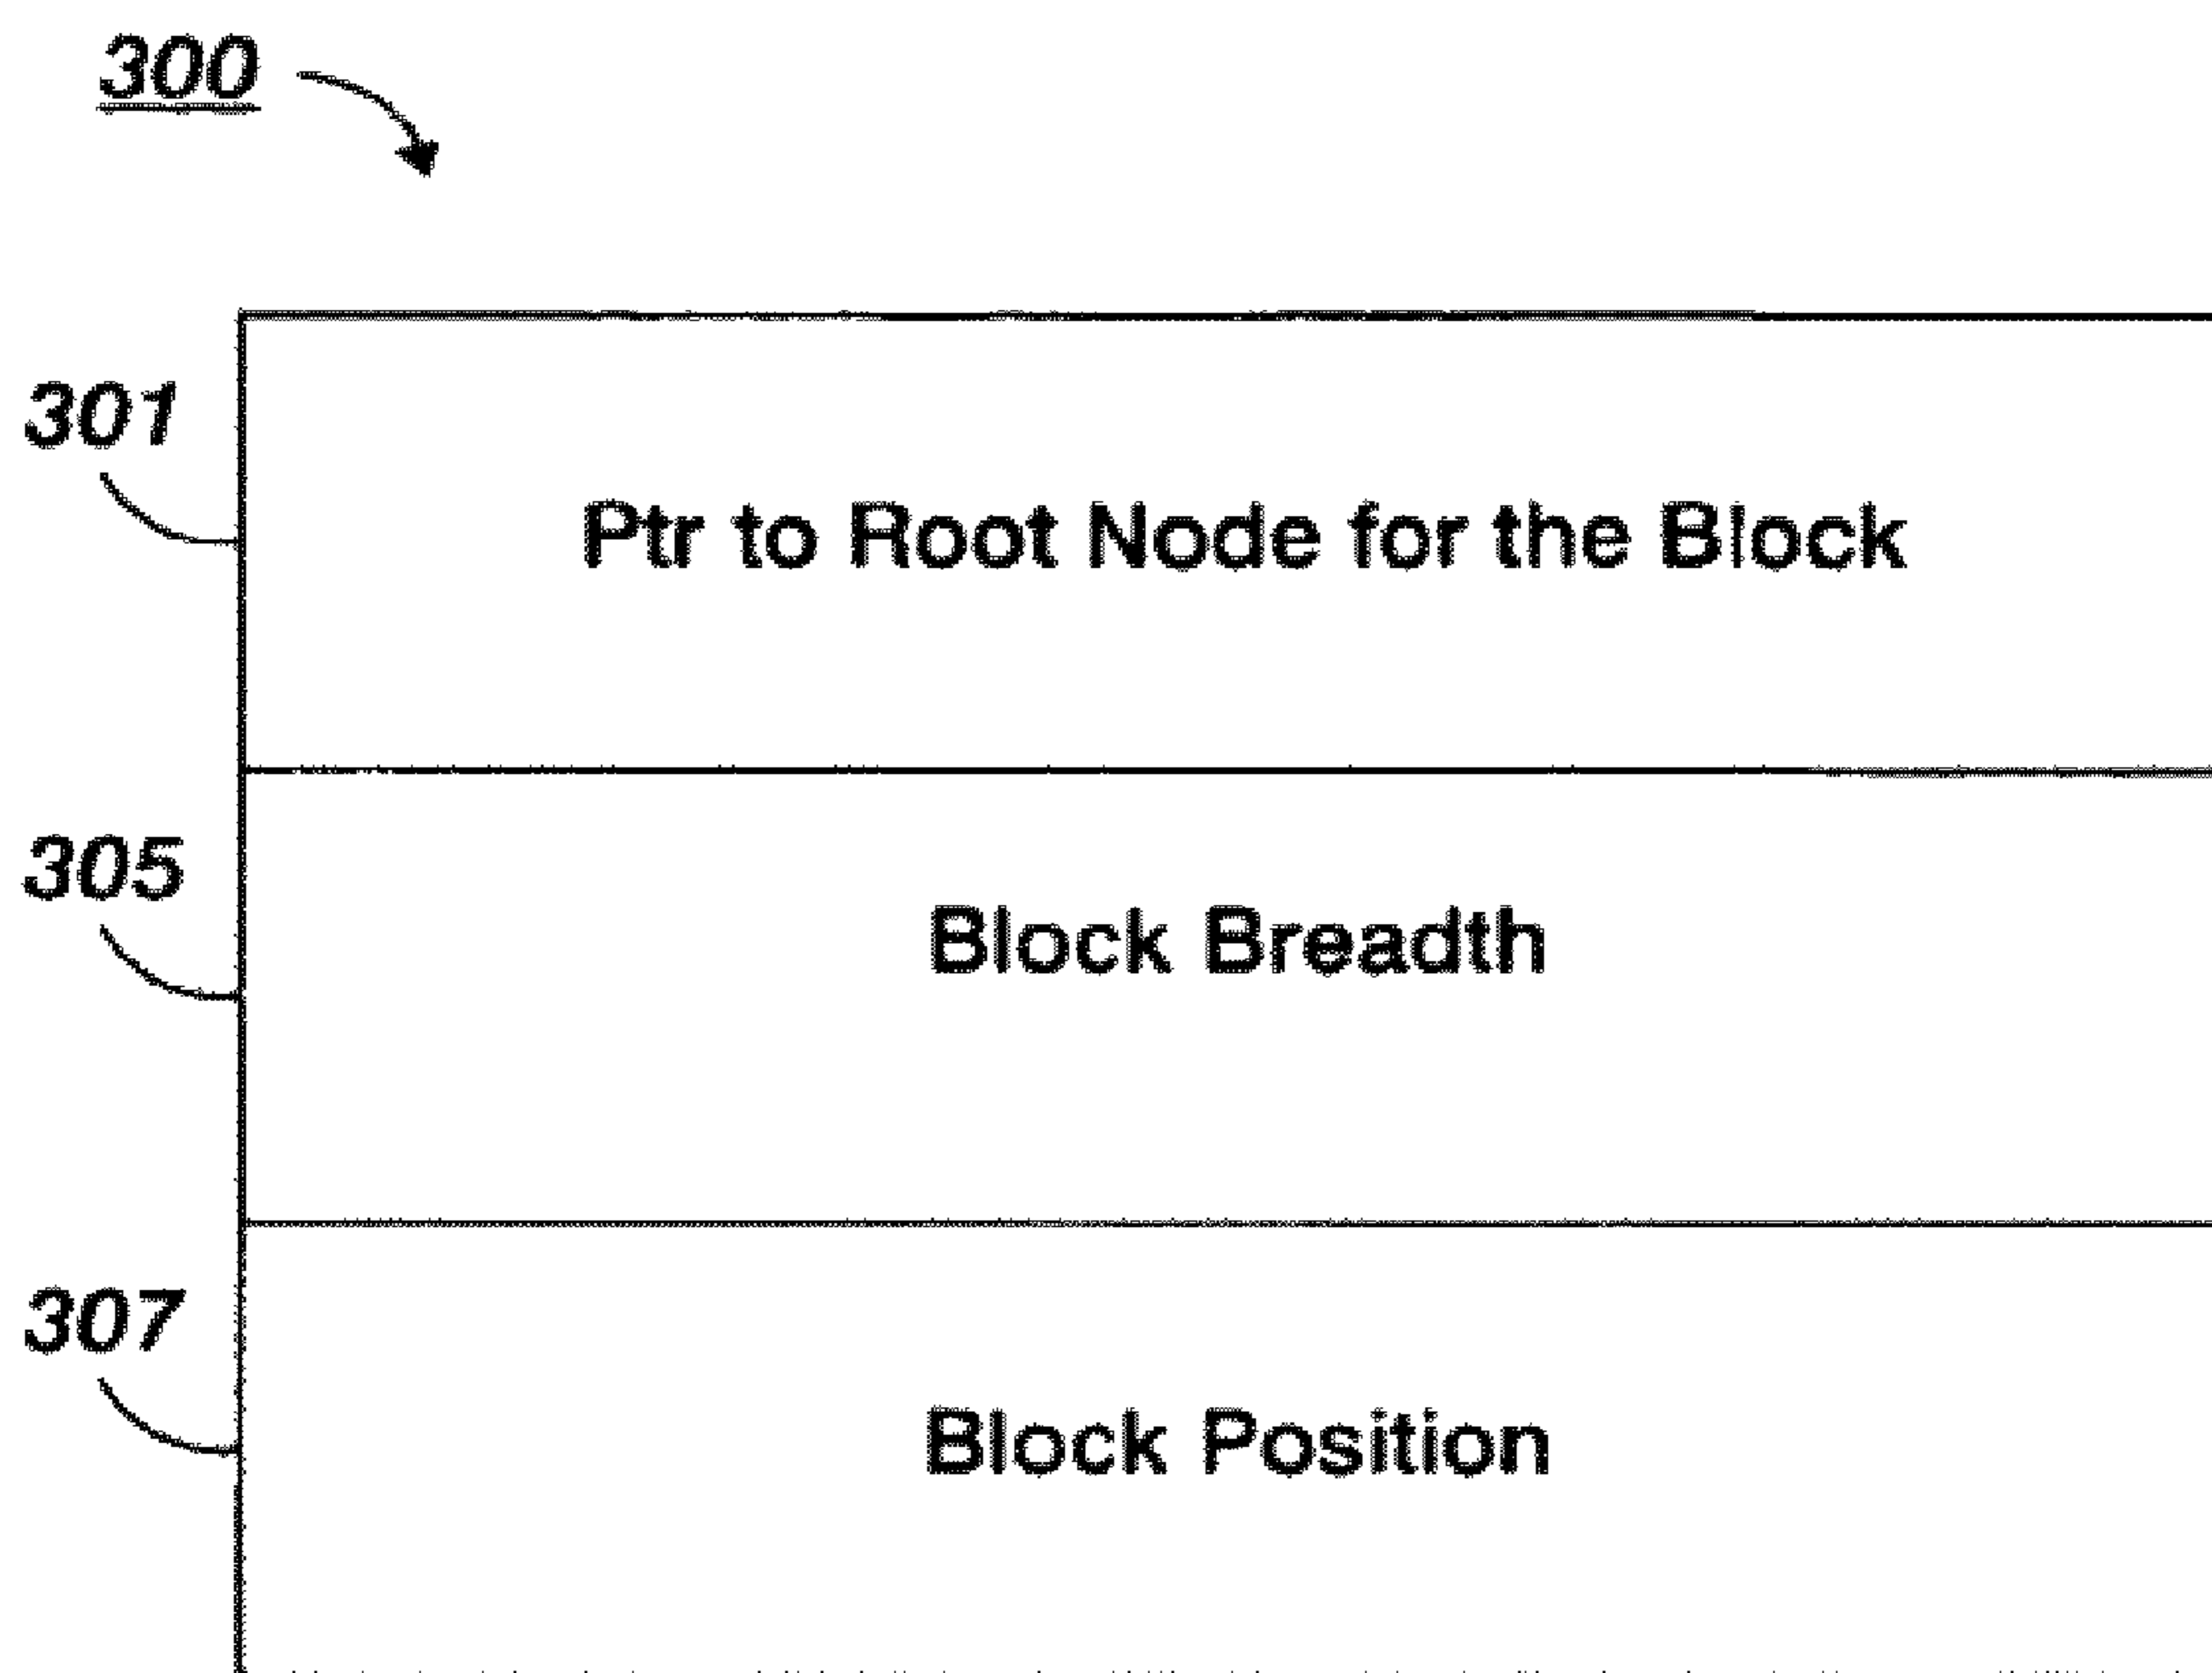 300
301
Ptr to Root Node for the Block
305
Block Breadth
307
Block Position